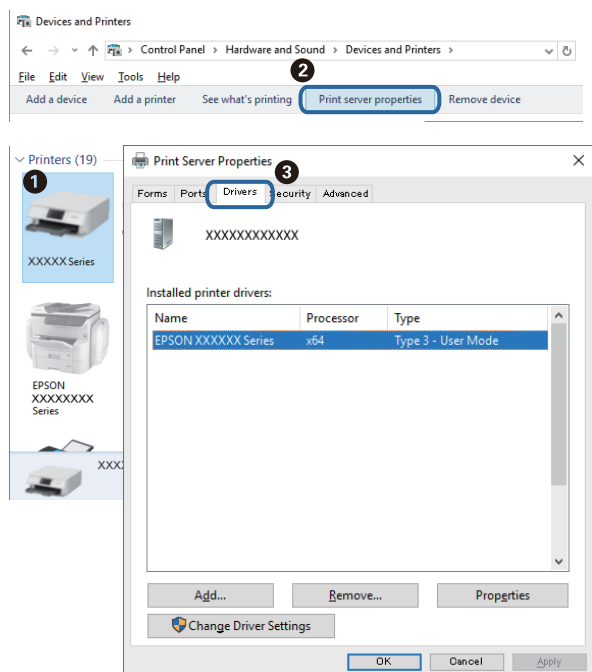 Devices and Printers
Control Panel > Hardware and Sound > Devices and Printers >
2
File Edit View Tools Help
Add a device Add a printer See what's printing Print server properties Remove device
Printers (19)
1
XXXXX Series
EPSON
XXXXXXXX
Series
Print Server Properties
3
Forms Ports Drivers Security Advanced
XXXXXXXXXXXX
Installed printer drivers:
Name Processor Type
EPSON XXXXXX Series x64 Type 3 - User Mode
Add... Remove... Properties
Change Driver Settings
OK Cancel Apply